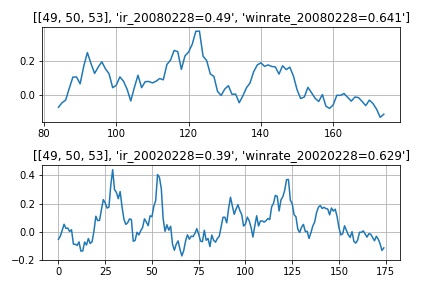 [[49, 50, 53], 'ir_20080228=0.49', 'winrate_20080228=0.641']
0.2
0.0
80 100 120 140 160
[[49, 50, 53], 'ir_20020228=0.39', 'winrate_20020228=0.629']
0.4
0.2
0.0
−0.2
0 25 50 75 100 125 150 175